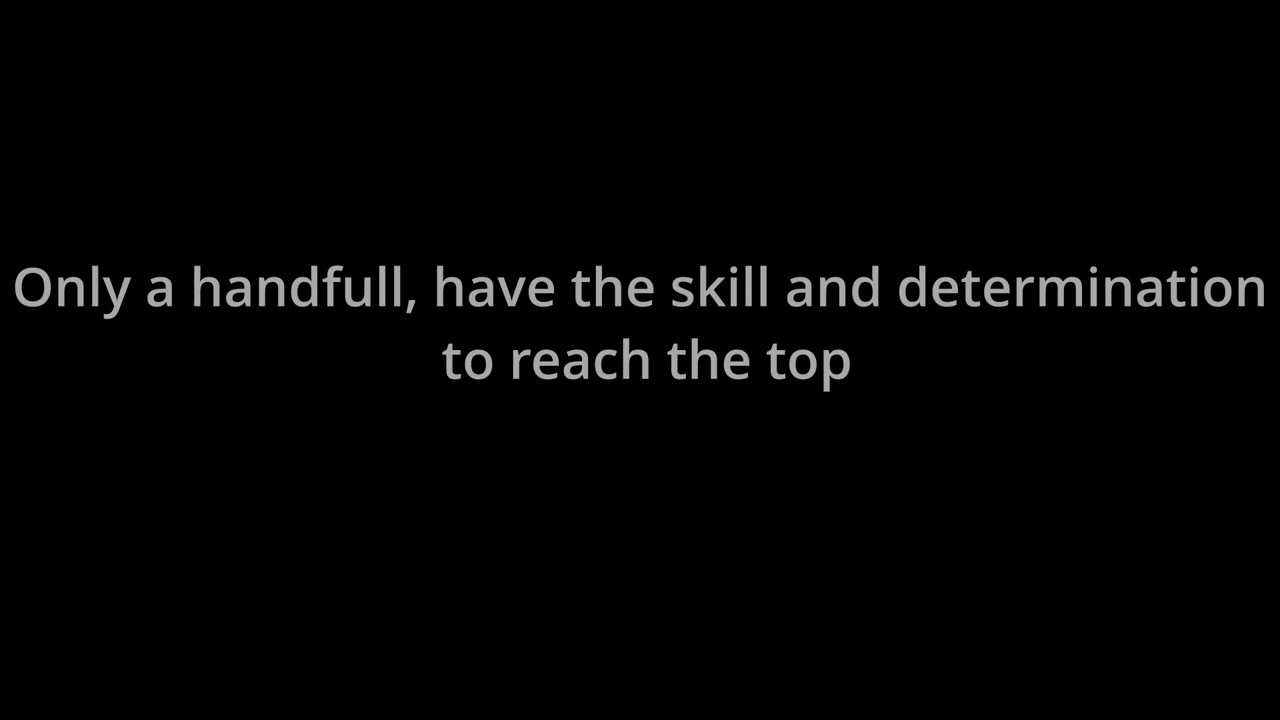 Only a handfull, have the skill and determination
to reach the top